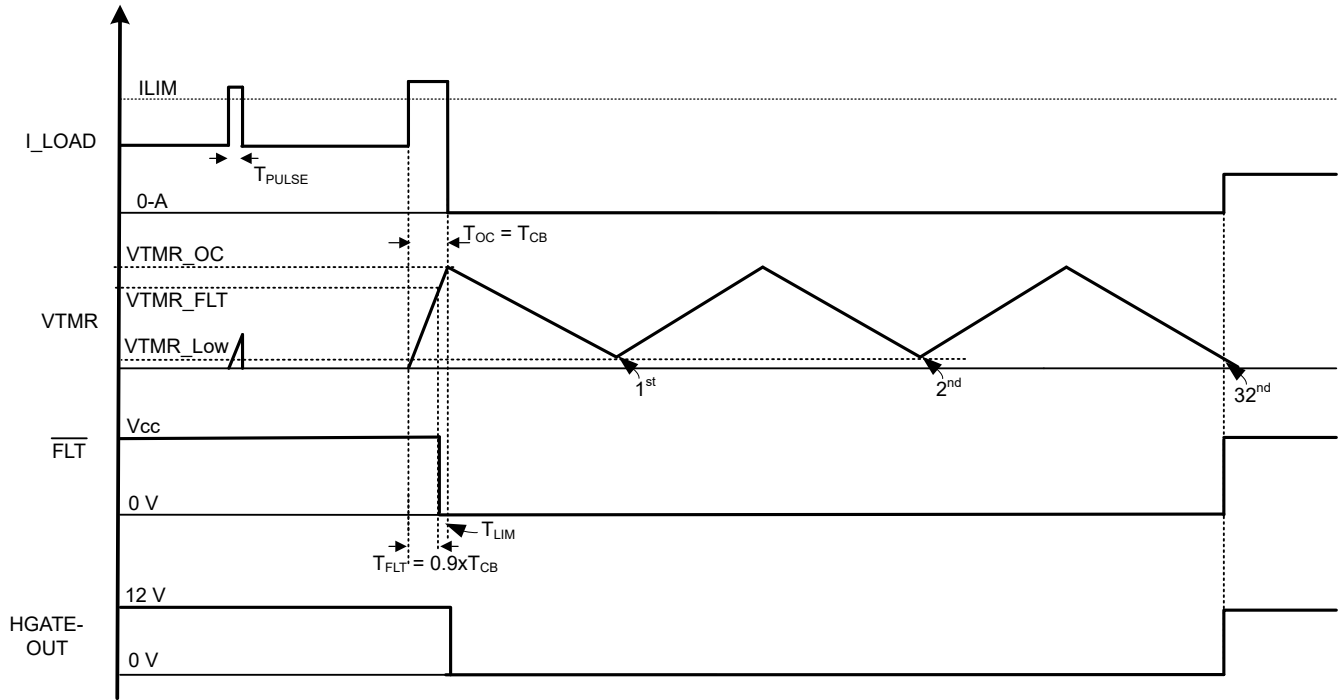 ILIM
I_LOAD
TPULSE
0-A
TOC = TCB
VTMR_OC
VTMR_FLT
VTMR
VTMR_Low
1st
2nd
32nd
Vcc
FLT
0 V
TLIM
TFLT = 0.9xTCB
12 V
HGATE-
OUT
0 V